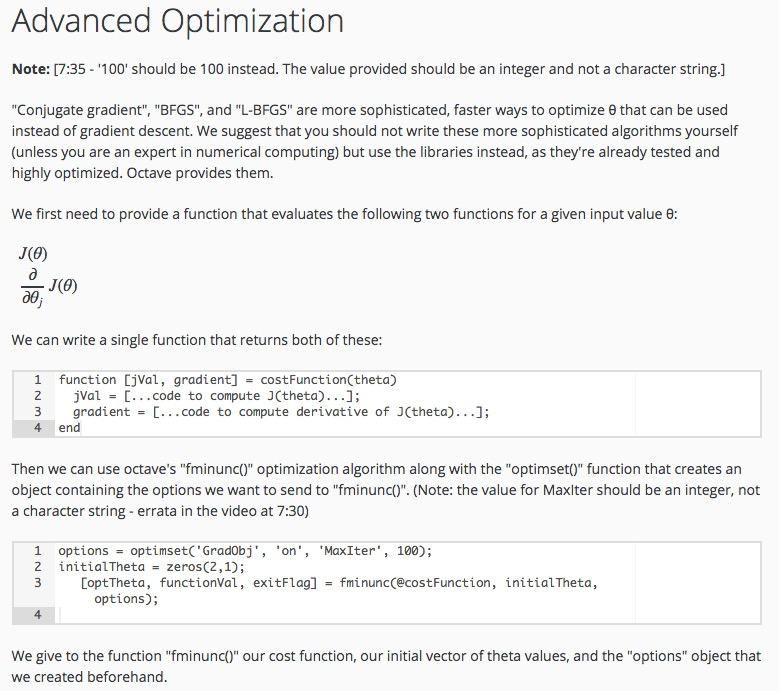 Advanced Optimization
Note: [7:35 - '100' should be 100 instead. The value provided should be an integer and not a character string.]
"Conjugate gradient", "BFGS", and "L-BFGS" are more sophisticated, faster ways to optimize θ that can be used
instead of gradient descent. We suggest that you should not write these more sophisticated algorithms yourself
(unless you are an expert in numerical computing) but use the libraries instead, as they're already tested and
highly optimized. Octave provides them.
We first need to provide a function that evaluates the following two functions for a given input value θ:
J(θ)
∂
∂θj J(θ)
We can write a single function that returns both of these:
1 function [jVal, gradient] = costFunction(theta)
2 jVal = [...code to compute J(theta)...];
3 gradient = [...code to compute derivative of J(theta)...];
4 end
Then we can use octave's "fminunc()" optimization algorithm along with the "optimset()" function that creates an
object containing the options we want to send to "fminunc()". (Note: the value for MaxIter should be an integer, not
a character string - errata in the video at 7:30)
1 options = optimset('GradObj', 'on', 'MaxIter', 100);
2 initialTheta = zeros(2,1);
3 [optTheta, functionVal, exitFlag] = fminunc(@costFunction, initialTheta,
options);
4
We give to the function "fminunc()" our cost function, our initial vector of theta values, and the "options" object that
we created beforehand.